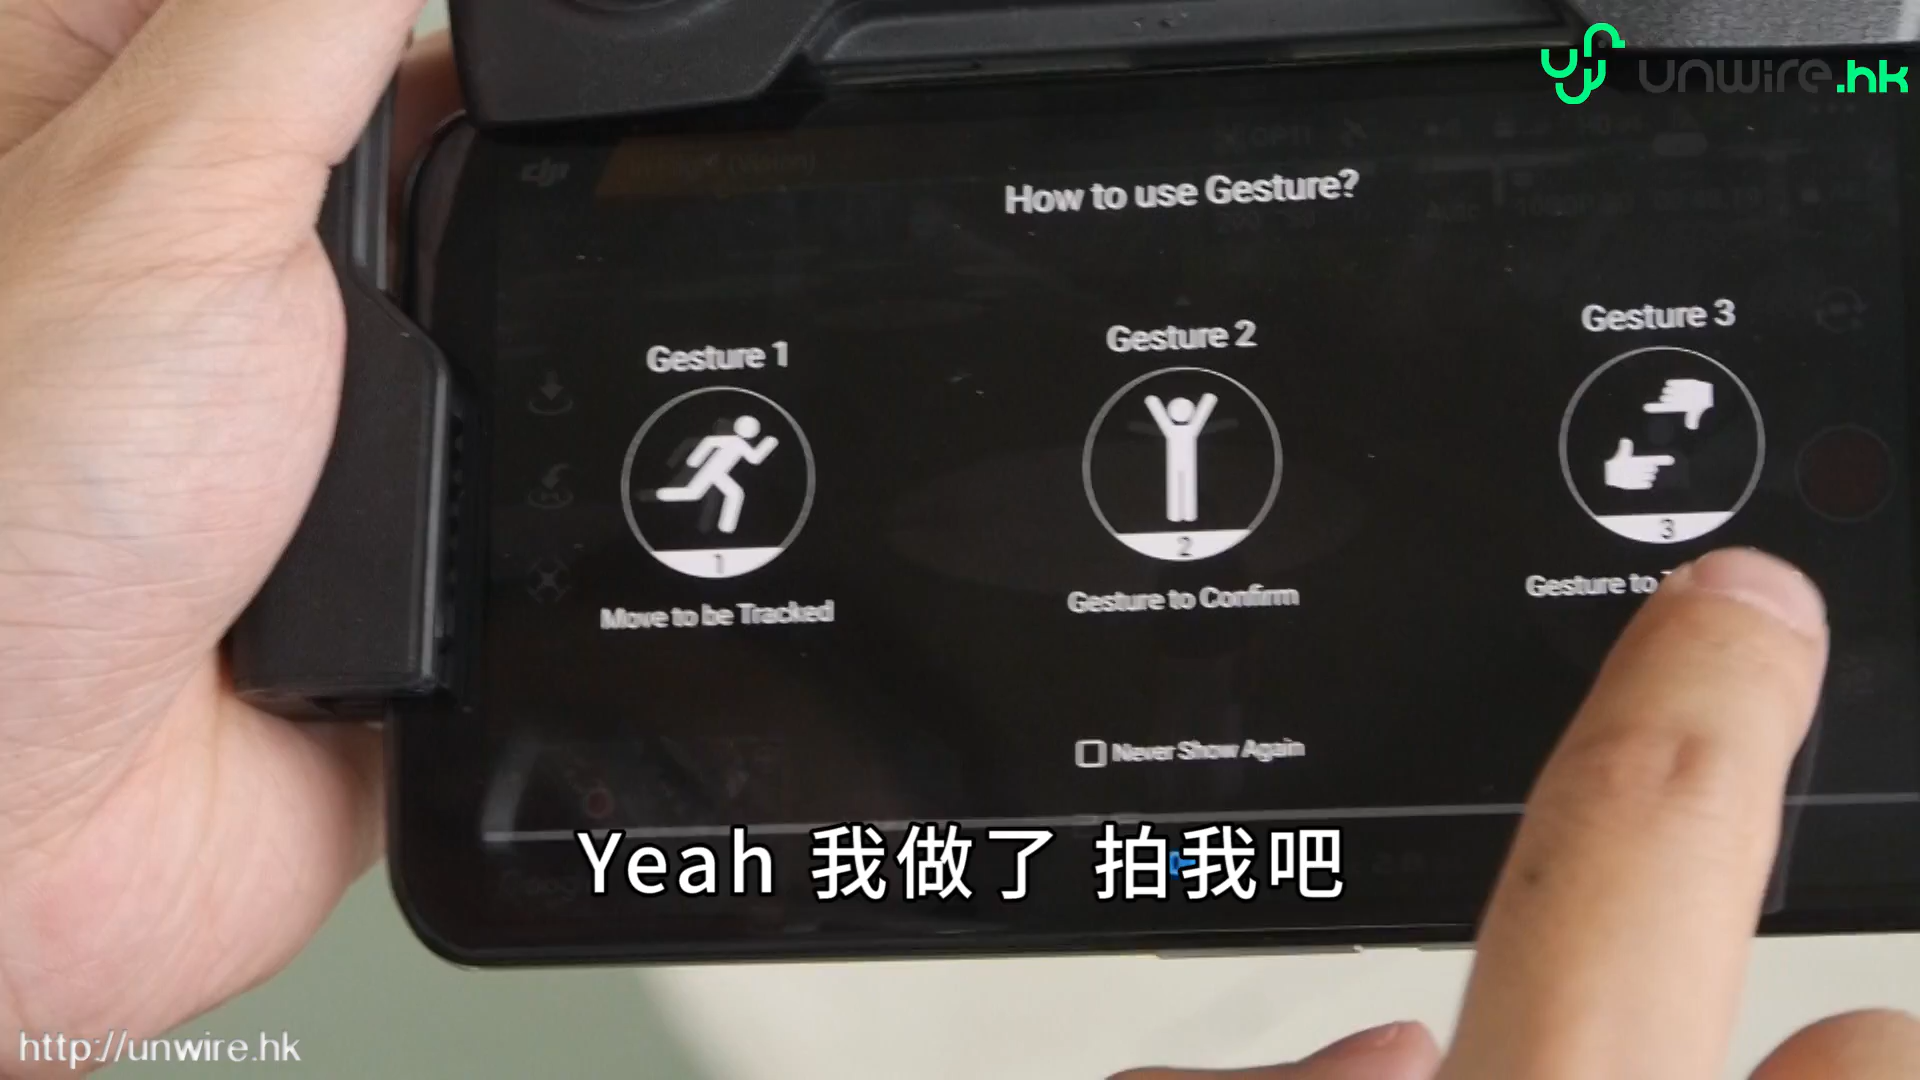 unwire.hk
dji
How to use Gesture?
Gesture 1
Gesture 2
Gesture 3
1
2
3
Move to be Tracked
Gesture to Confirm
Gesture to
Never Show Again
Yeah 我做了 拍我吧
http://unwire.hk